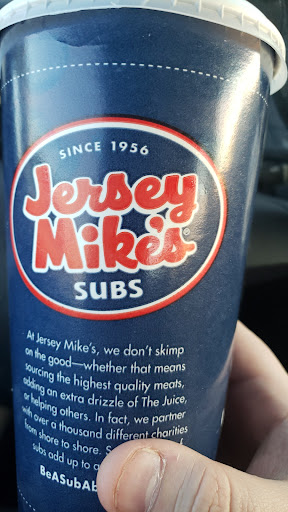 SINCE 1956
Jersey
Mike's®
SUBS
At Jersey Mike's, we don't skimp
on the good—whether that means
sourcing the highest quality meats,
adding an extra drizzle of The Juice,
or helping others. In fact, we partner
with over a thousand different charities
from shore to shore. S
subs add up to a
BeASubAb